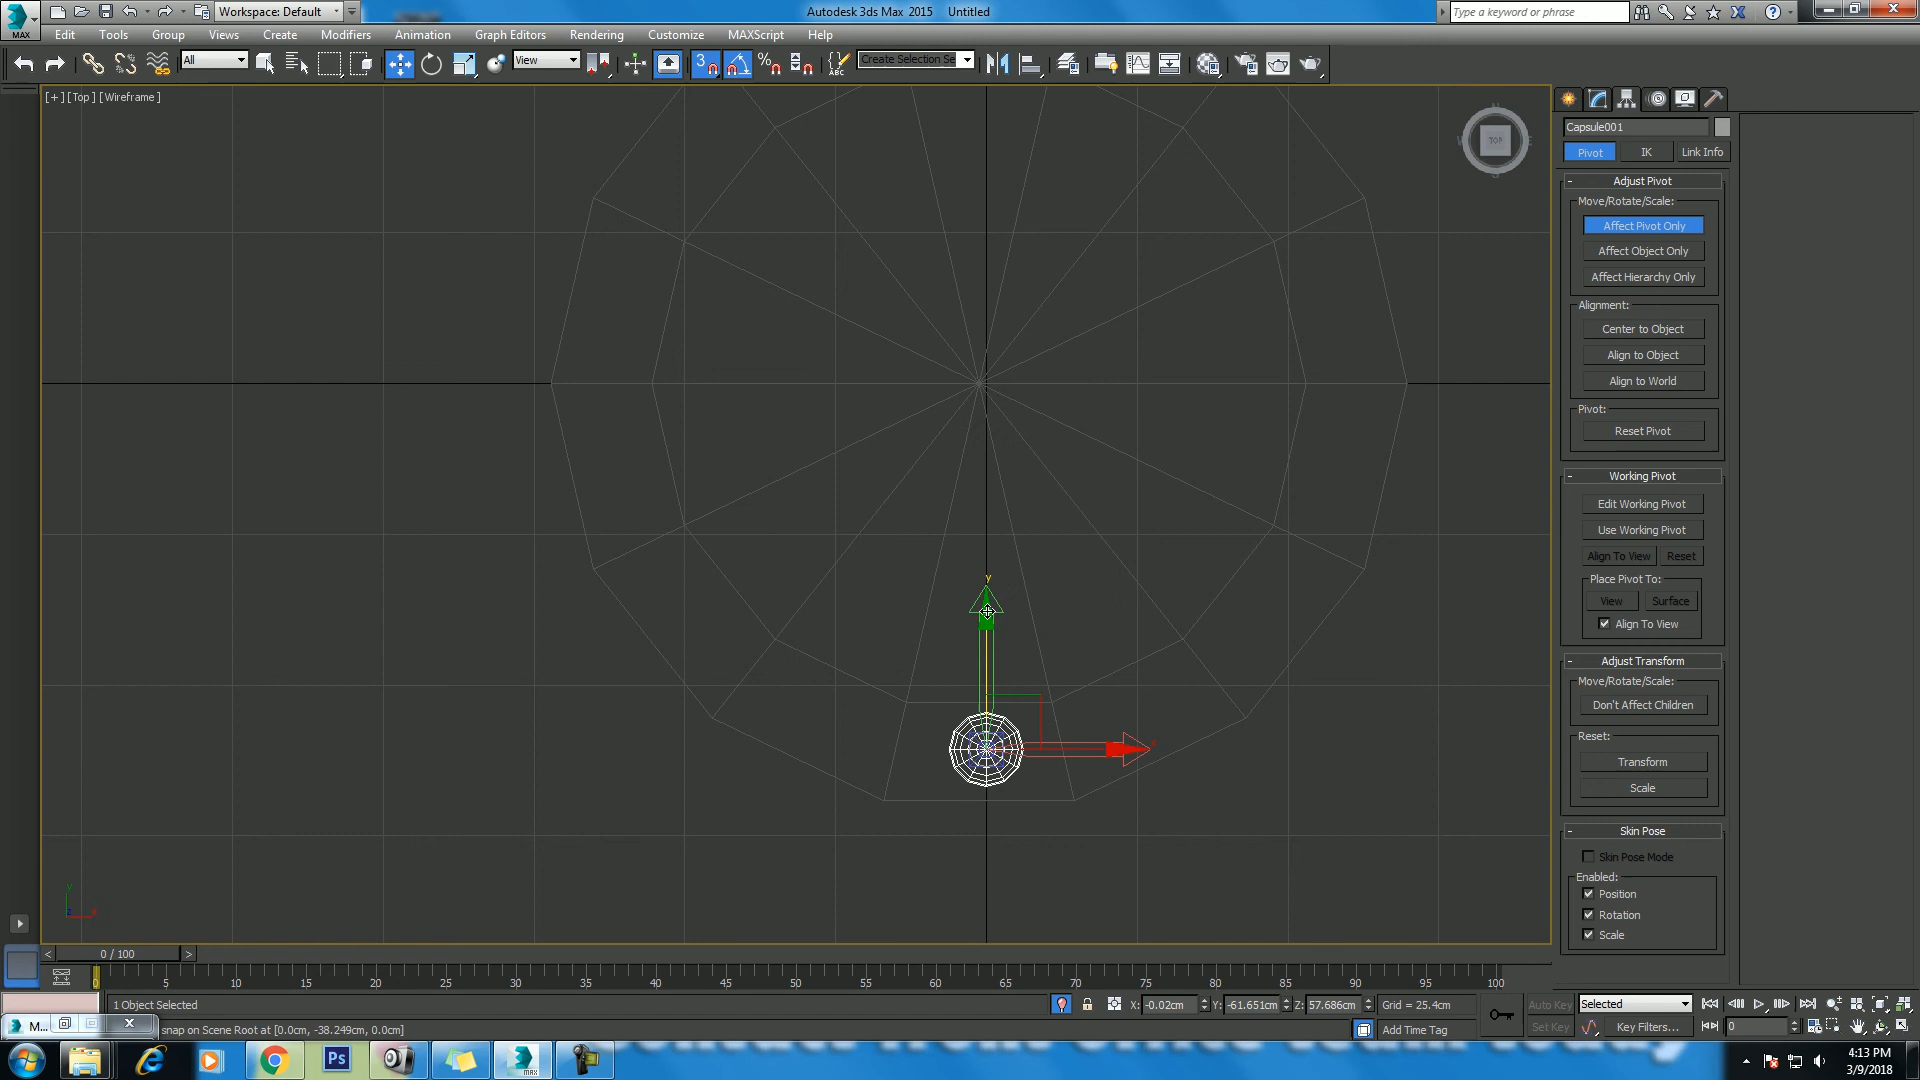 Workspace: Default
Autodesk 3ds Max 2015 Untitled
Type a keyword or phrase
MAX
Edit Tools Group Views Create Modifiers Animation Graph Editors Rendering Customize MAXScript Help
All
View
3
%
ABC
Create Selection Se
[+][Top][Wireframe]
TOP
Capsule001
Pivot IK Link Info
- Adjust Pivot
Move/Rotate/Scale:
Affect Pivot Only
Affect Object Only
Affect Hierarchy Only
Alignment:
Center to Object
Align to Object
Align to World
Pivot:
Reset Pivot
- Working Pivot
Edit Working Pivot
Use Working Pivot
Align To View Reset
Place Pivot To:
View Surface
Align To View
- Adjust Transform
Move/Rotate/Scale:
Don't Affect Children
Reset:
Transform
Scale
- Skin Pose
Skin Pose Mode
Enabled:
Position
Rotation
Scale
y
x
y
x
< 0 / 100 >
0 5 10 15 20 25 30 35 40 45 50 55 60 65 70 75 80 85 90 95 100
1 Object Selected
X: -0.02cm Y: -61.651cm Z: 57.686cm Grid = 25.4cm
Auto Key Selected
M...
snap on Scene Root at [0.0cm, -38.249cm, 0.0cm]
Add Time Tag
Set Key Key Filters... 0
Ps
MAX
4:13 PM
3/9/2018